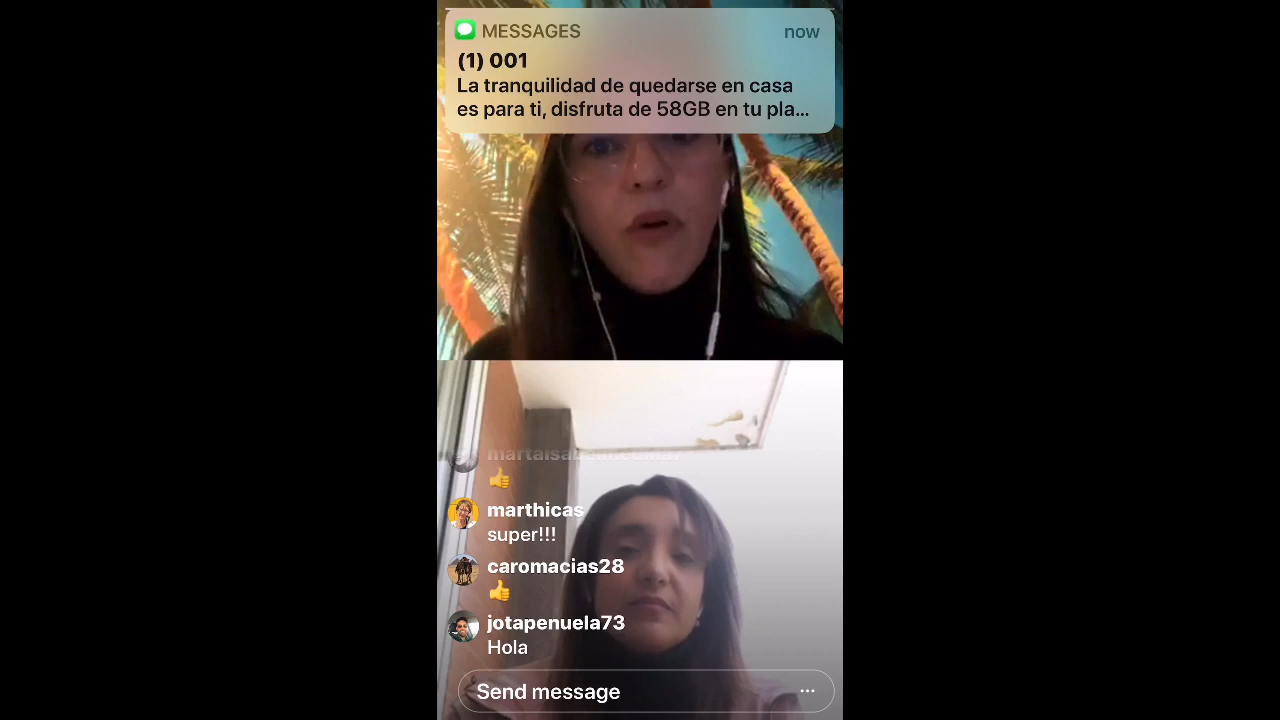 MESSAGES
now
(1) 001
La tranquilidad de quedarse en casa
es para ti, disfruta de 58GB en tu pla...
👍
marthicas
super!!!
caromacias28
👍
jotapenuela73
Hola
Send message